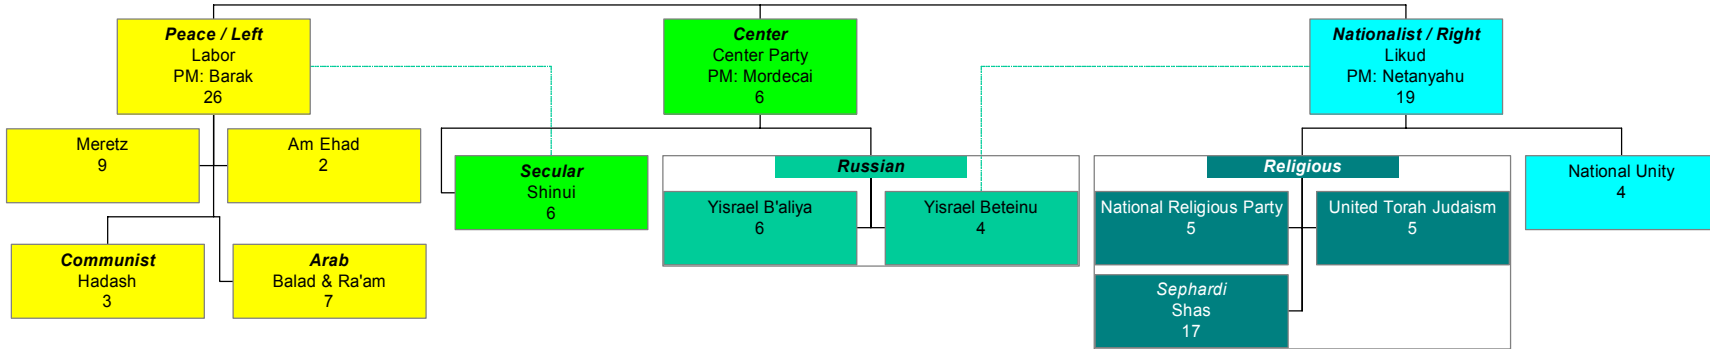 Peace / Left
Labor
PM: Barak
26
Center
Center Party
PM: Mordecai
6
Nationalist / Right
Likud
PM: Netanyahu
19
Meretz
9
Am Ehad
2
Secular
Shinui
6
Russian
Yisrael B'aliya
6
Yisrael Beteinu
4
Religious
National Religious Party
5
United Torah Judaism
5
National Unity
4
Communist
Hadash
3
Arab
Balad & Ra'am
7
Sephardi
Shas
17